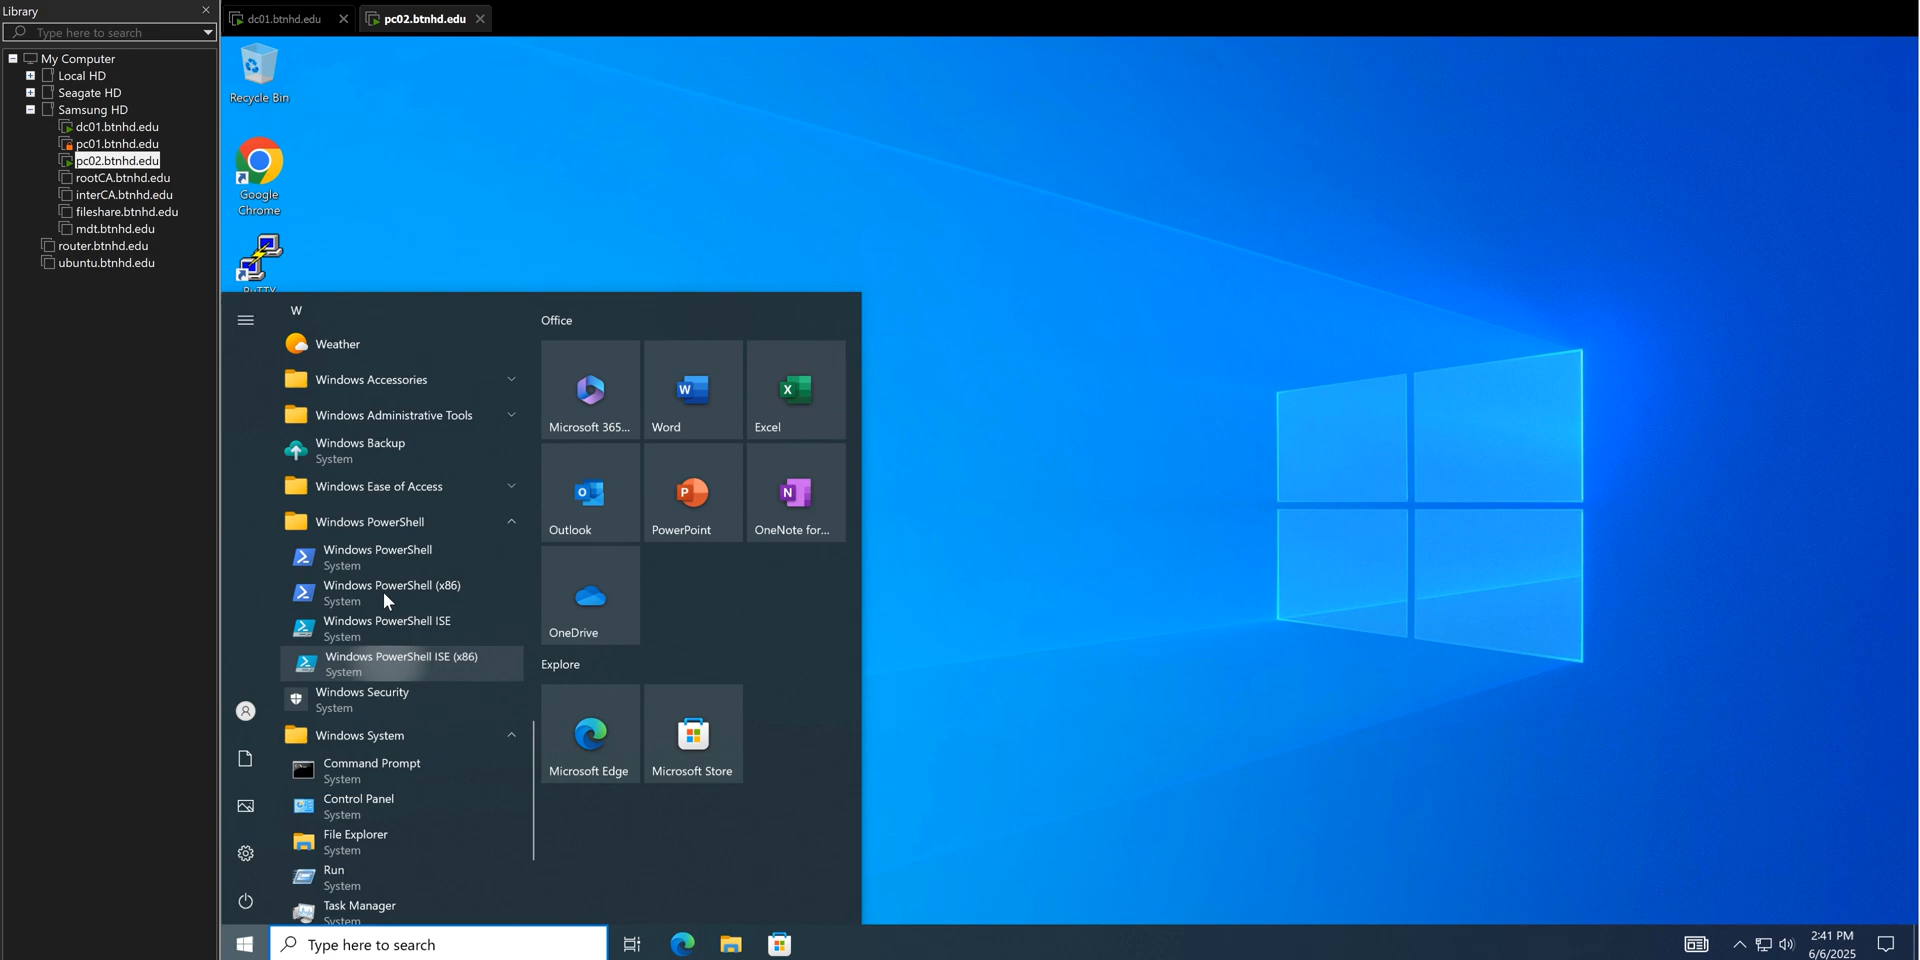 Library
Type here to search
My Computer
Local HD
Seagate HD
Samsung HD
dc01.btnhd.edu
pc01.btnhd.edu
pc02.btnhd.edu
rootCA.btnhd.edu
interCA.btnhd.edu
fileshare.btnhd.edu
mdt.btnhd.edu
router.btnhd.edu
ubuntu.btnhd.edu
dc01.btnhd.edu
pc02.btnhd.edu
Recycle Bin
Google
Chrome
PuTTY
W
Weather
Windows Accessories
Windows Administrative Tools
Windows Backup
System
Windows Ease of Access
Windows PowerShell
Windows PowerShell
System
Windows PowerShell (x86)
System
Windows PowerShell ISE
System
Windows PowerShell ISE (x86)
System
Windows Security
System
Windows System
Command Prompt
System
Control Panel
System
File Explorer
System
Run
System
Task Manager
System
Office
Microsoft 365...
Word
Excel
Outlook
PowerPoint
OneNote for...
OneDrive
Explore
Microsoft Edge
Microsoft Store
Type here to search
2:41 PM
6/6/2025